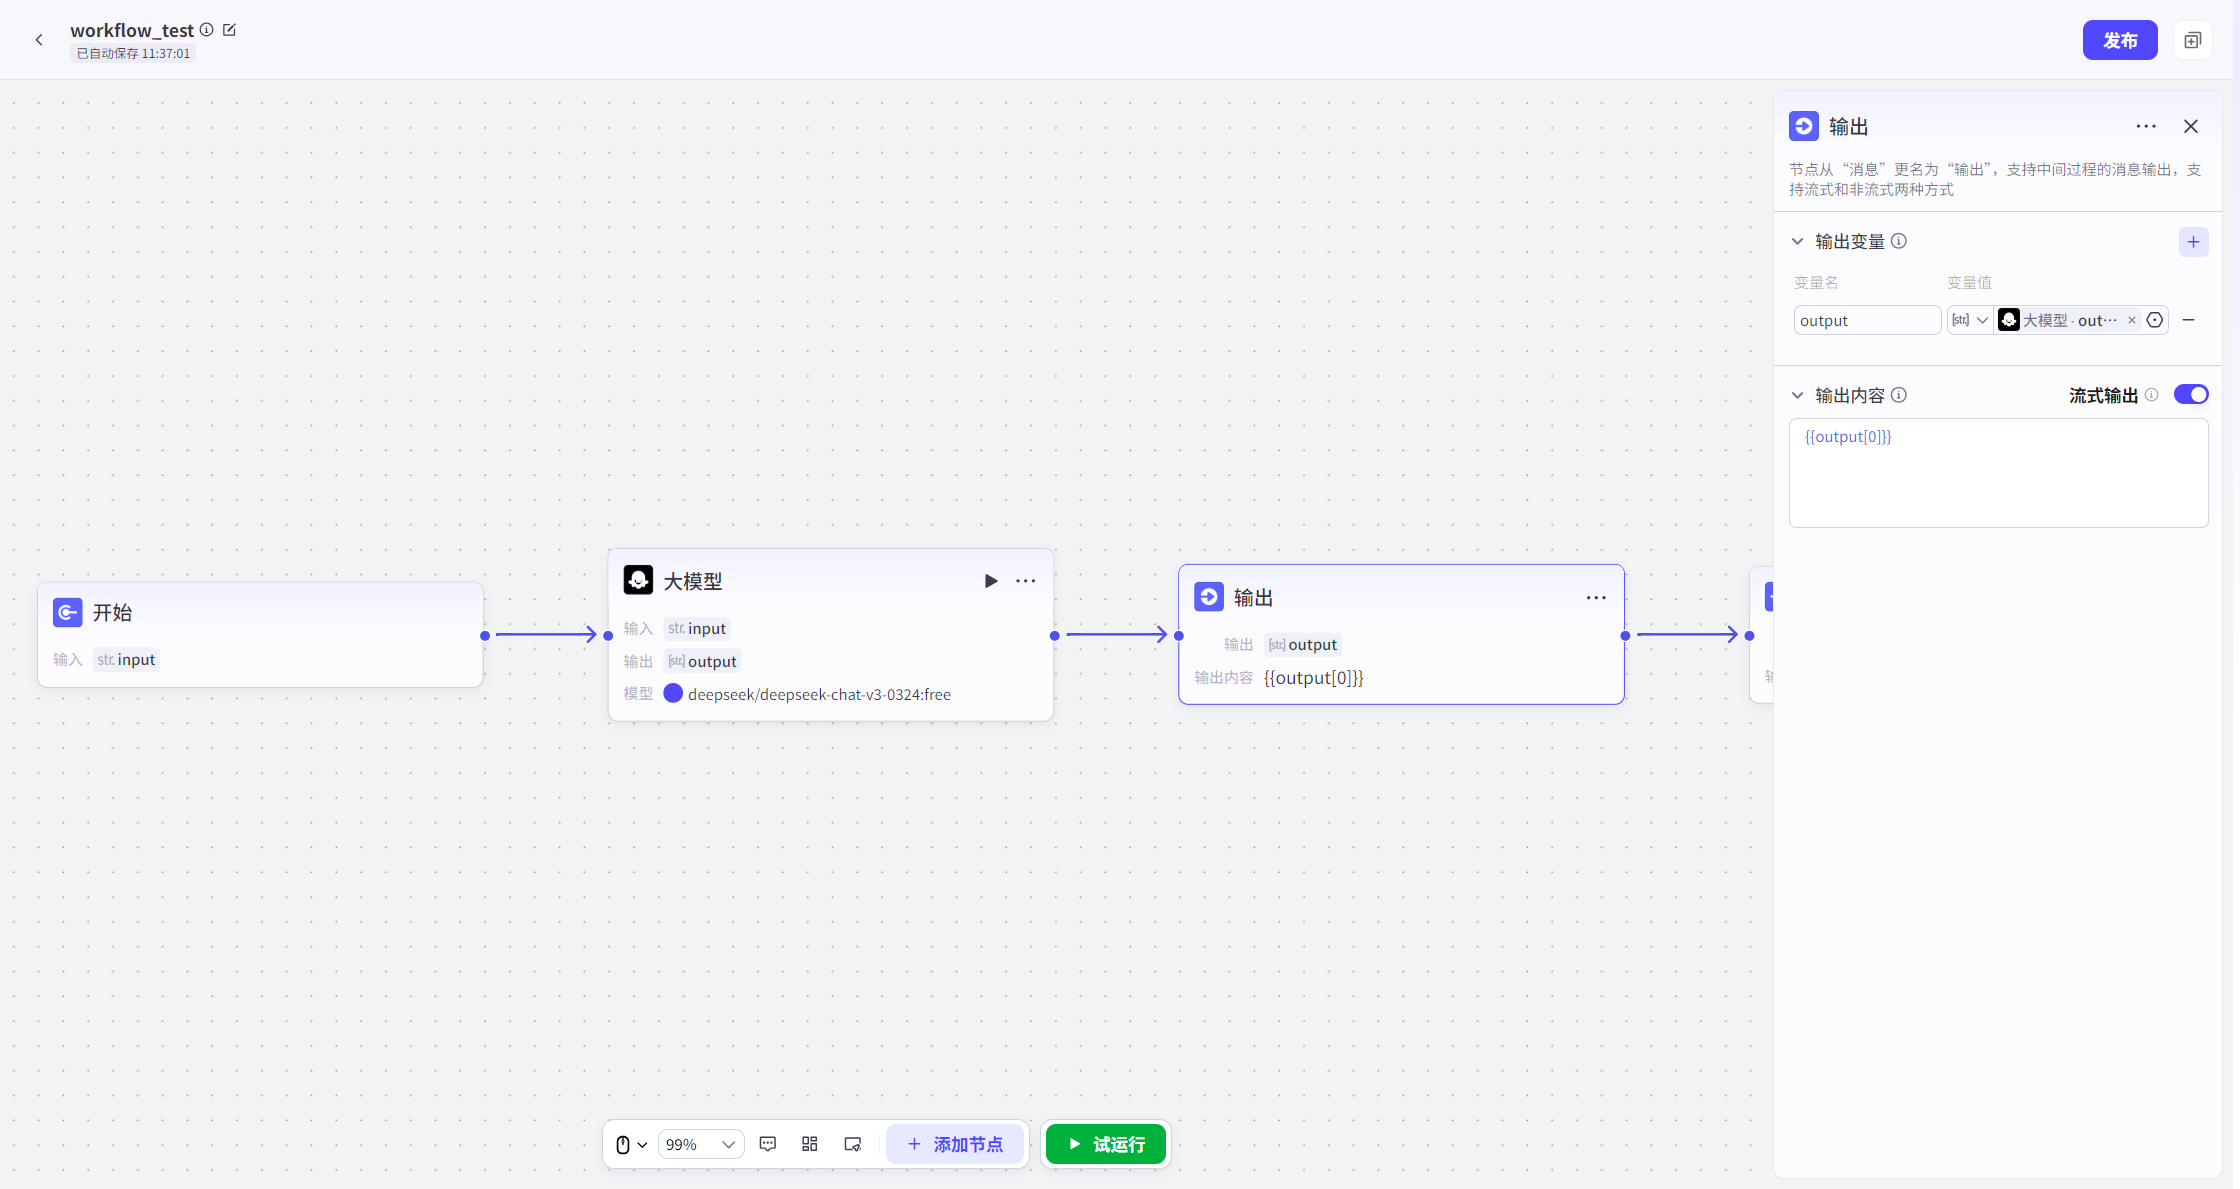 workflow_test
已自动保存 11:37:01
发布
开始
输入 str. input
大模型
输入 str. input
输出 [str] output
模型 deepseek/deepseek-chat-v3-0324:free
输出
输出 [str] output
输出内容 {{output[0]}}
输出
节点从“消息”更名为“输出”，支持中间过程的消息输出，支
持流式和非流式两种方式
输出变量
变量名 变量值
output [str] 大模型 - out···
输出内容 流式输出
{{output[0]}}
99%
添加节点
试运行